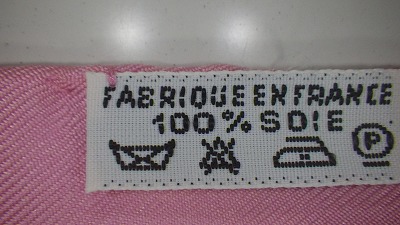 FABRIQUE EN FRANCE
100% SOIE
P